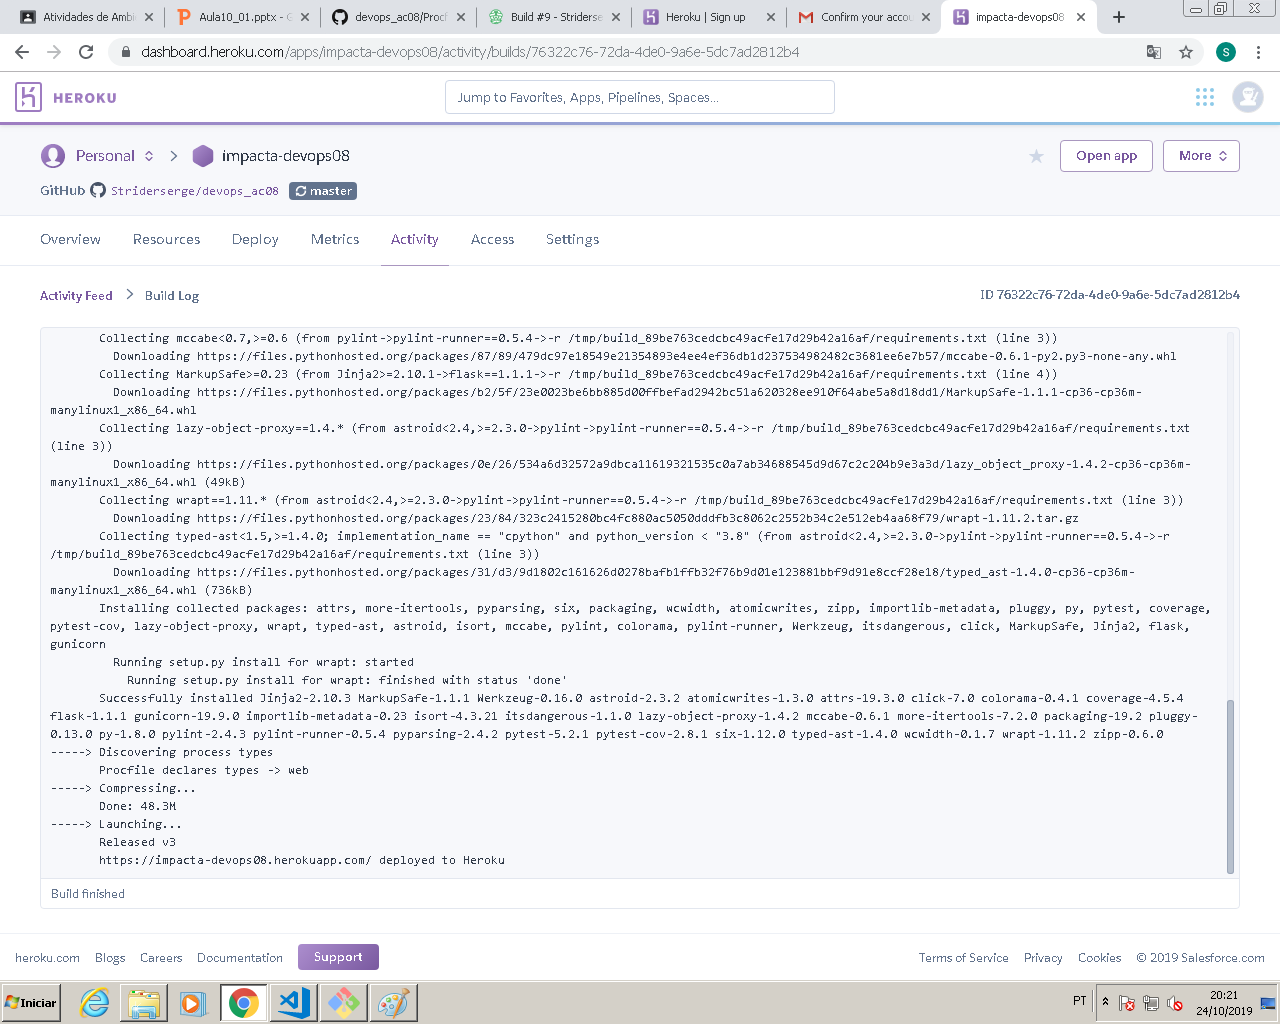 Atividades de Ambi
Aula10_01.pptx - G
devops_ac08/Procf
Build #9 - Striderse
Heroku | Sign up
Confirm your accou
impacta-devops08
dashboard.heroku.com/apps/impacta-devops08/activity/builds/76322c76-72da-4de0-9a6e-5dc7ad2812b4
S
HEROKU
Jump to Favorites, Apps, Pipelines, Spaces...
Personal
impacta-devops08
Open app
More
GitHub Striderserge/devops_ac08 master
Overview Resources Deploy Metrics Activity Access Settings
Activity Feed > Build Log
ID 76322c76-72da-4de0-9a6e-5dc7ad2812b4
Collecting mccabe<0.7,>=0.6 (from pylint->pylint-runner==0.5.4->-r /tmp/build_89be763cedcbc49acfe17d29b42a16af/requirements.txt (line 3))
Downloading https://files.pythonhosted.org/packages/87/89/479dc97e18549e21354893e4ee4ef36db1d237534982482c3681ee6e7b57/mccabe-0.6.1-py2.py3-none-any.whl
Collecting MarkupSafe>=0.23 (from Jinja2>=2.10.1->flask==1.1.1->-r /tmp/build_89be763cedcbc49acfe17d29b42a16af/requirements.txt (line 4))
Downloading https://files.pythonhosted.org/packages/b2/5f/23e0023be6bb885d00ffbefad2942bc51a620328ee910f64abe5a8d18dd1/MarkupSafe-1.1.1-cp36-cp36m-
manylinux1_x86_64.whl
Collecting lazy-object-proxy==1.4.* (from astroid<2.4,>=2.3.0->pylint->pylint-runner==0.5.4->-r /tmp/build_89be763cedcbc49acfe17d29b42a16af/requirements.txt
(line 3))
Downloading https://files.pythonhosted.org/packages/0e/26/534a6d32572a9dbca11619321535c0a7ab34688545d9d67c2c204b9e3a3d/lazy_object_proxy-1.4.2-cp36-cp36m-
manylinux1_x86_64.whl (49kB)
Collecting wrapt==1.11.* (from astroid<2.4,>=2.3.0->pylint->pylint-runner==0.5.4->-r /tmp/build_89be763cedcbc49acfe17d29b42a16af/requirements.txt (line 3))
Downloading https://files.pythonhosted.org/packages/23/84/323c2415280bc4fc880ac5050dddfb3c8062c2552b34c2e512eb4aa68f79/wrapt-1.11.2.tar.gz
Collecting typed-ast<1.5,>=1.4.0; implementation_name == "cpython" and python_version < "3.8" (from astroid<2.4,>=2.3.0->pylint->pylint-runner==0.5.4->-r
/tmp/build_89be763cedcbc49acfe17d29b42a16af/requirements.txt (line 3))
Downloading https://files.pythonhosted.org/packages/31/d3/9d1802c161626d0278bafb1ffb32f76b9d01e123881bbf9d91e8ccf28e18/typed_ast-1.4.0-cp36-cp36m-
manylinux1_x86_64.whl (736kB)
Installing collected packages: attrs, more-itertools, pyparsing, six, packaging, wcwidth, atomicwrites, zipp, importlib-metadata, pluggy, py, pytest, coverage,
pytest-cov, lazy-object-proxy, wrapt, typed-ast, astroid, isort, mccabe, pylint, colorama, pylint-runner, Werkzeug, itsdangerous, click, MarkupSafe, Jinja2, flask,
gunicorn
Running setup.py install for wrapt: started
Running setup.py install for wrapt: finished with status 'done'
Successfully installed Jinja2-2.10.3 MarkupSafe-1.1.1 Werkzeug-0.16.0 astroid-2.3.2 atomicwrites-1.3.0 attrs-19.3.0 click-7.0 colorama-0.4.1 coverage-4.5.4
flask-1.1.1 gunicorn-19.9.0 importlib-metadata-0.23 isort-4.3.21 itsdangerous-1.1.0 lazy-object-proxy-1.4.2 mccabe-0.6.1 more-itertools-7.2.0 packaging-19.2 pluggy-
0.13.0 py-1.8.0 pylint-2.4.3 pylint-runner-0.5.4 pyparsing-2.4.2 pytest-5.2.1 pytest-cov-2.8.1 six-1.12.0 typed-ast-1.4.0 wcwidth-0.1.7 wrapt-1.11.2 zipp-0.6.0
-----> Discovering process types
Procfile declares types -> web
-----> Compressing...
Done: 48.3M
-----> Launching...
Released v3
https://impacta-devops08.herokuapp.com/ deployed to Heroku
Build finished
heroku.com Blogs Careers Documentation Support
Terms of Service Privacy Cookies © 2019 Salesforce.com
Iniciar
PT
20:21
24/10/2019